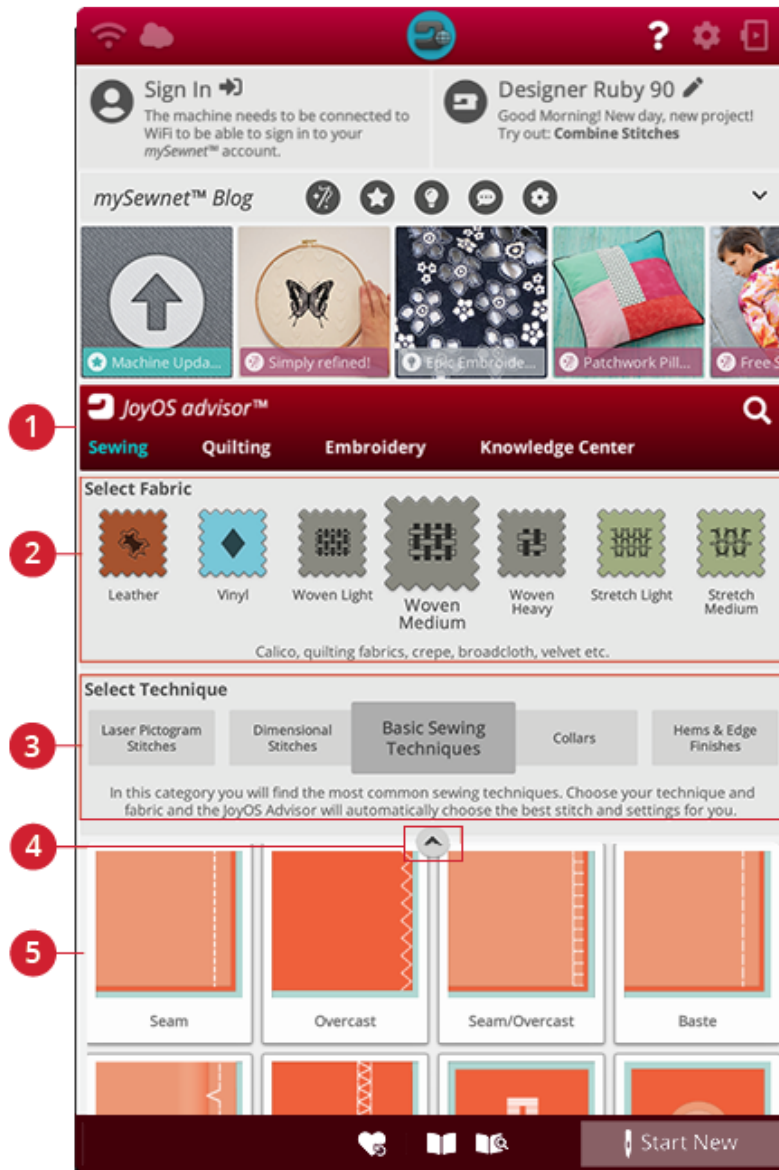 ?
Sign In
The machine needs to be connected to
WiFi to be able to sign in to your
mySewnet™ account.
Designer Ruby 90
Good Morning! New day, new project!
Try out: Combine Stitches
mySewnet™ Blog
Machine Upda...
Simply refined!
Epic Embroide...
Patchwork Pill...
Free S
1
JoyOS advisor™
Sewing Quilting Embroidery Knowledge Center
2
Select Fabric
Leather
Vinyl
Woven Light
Woven
Medium
Woven
Heavy
Stretch Light
Stretch
Medium
Calico, quilting fabrics, crepe, broadcloth, velvet etc.
3
Select Technique
Laser Pictogram
Stitches
Dimensional
Stitches
Basic Sewing
Techniques
Collars
Hems & Edge
Finishes
In this category you will find the most common sewing techniques. Choose your technique and
fabric and the JoyOS Advisor will automatically choose the best stitch and settings for you.
4
5
Seam
Overcast
Seam/Overcast
Baste
Start New